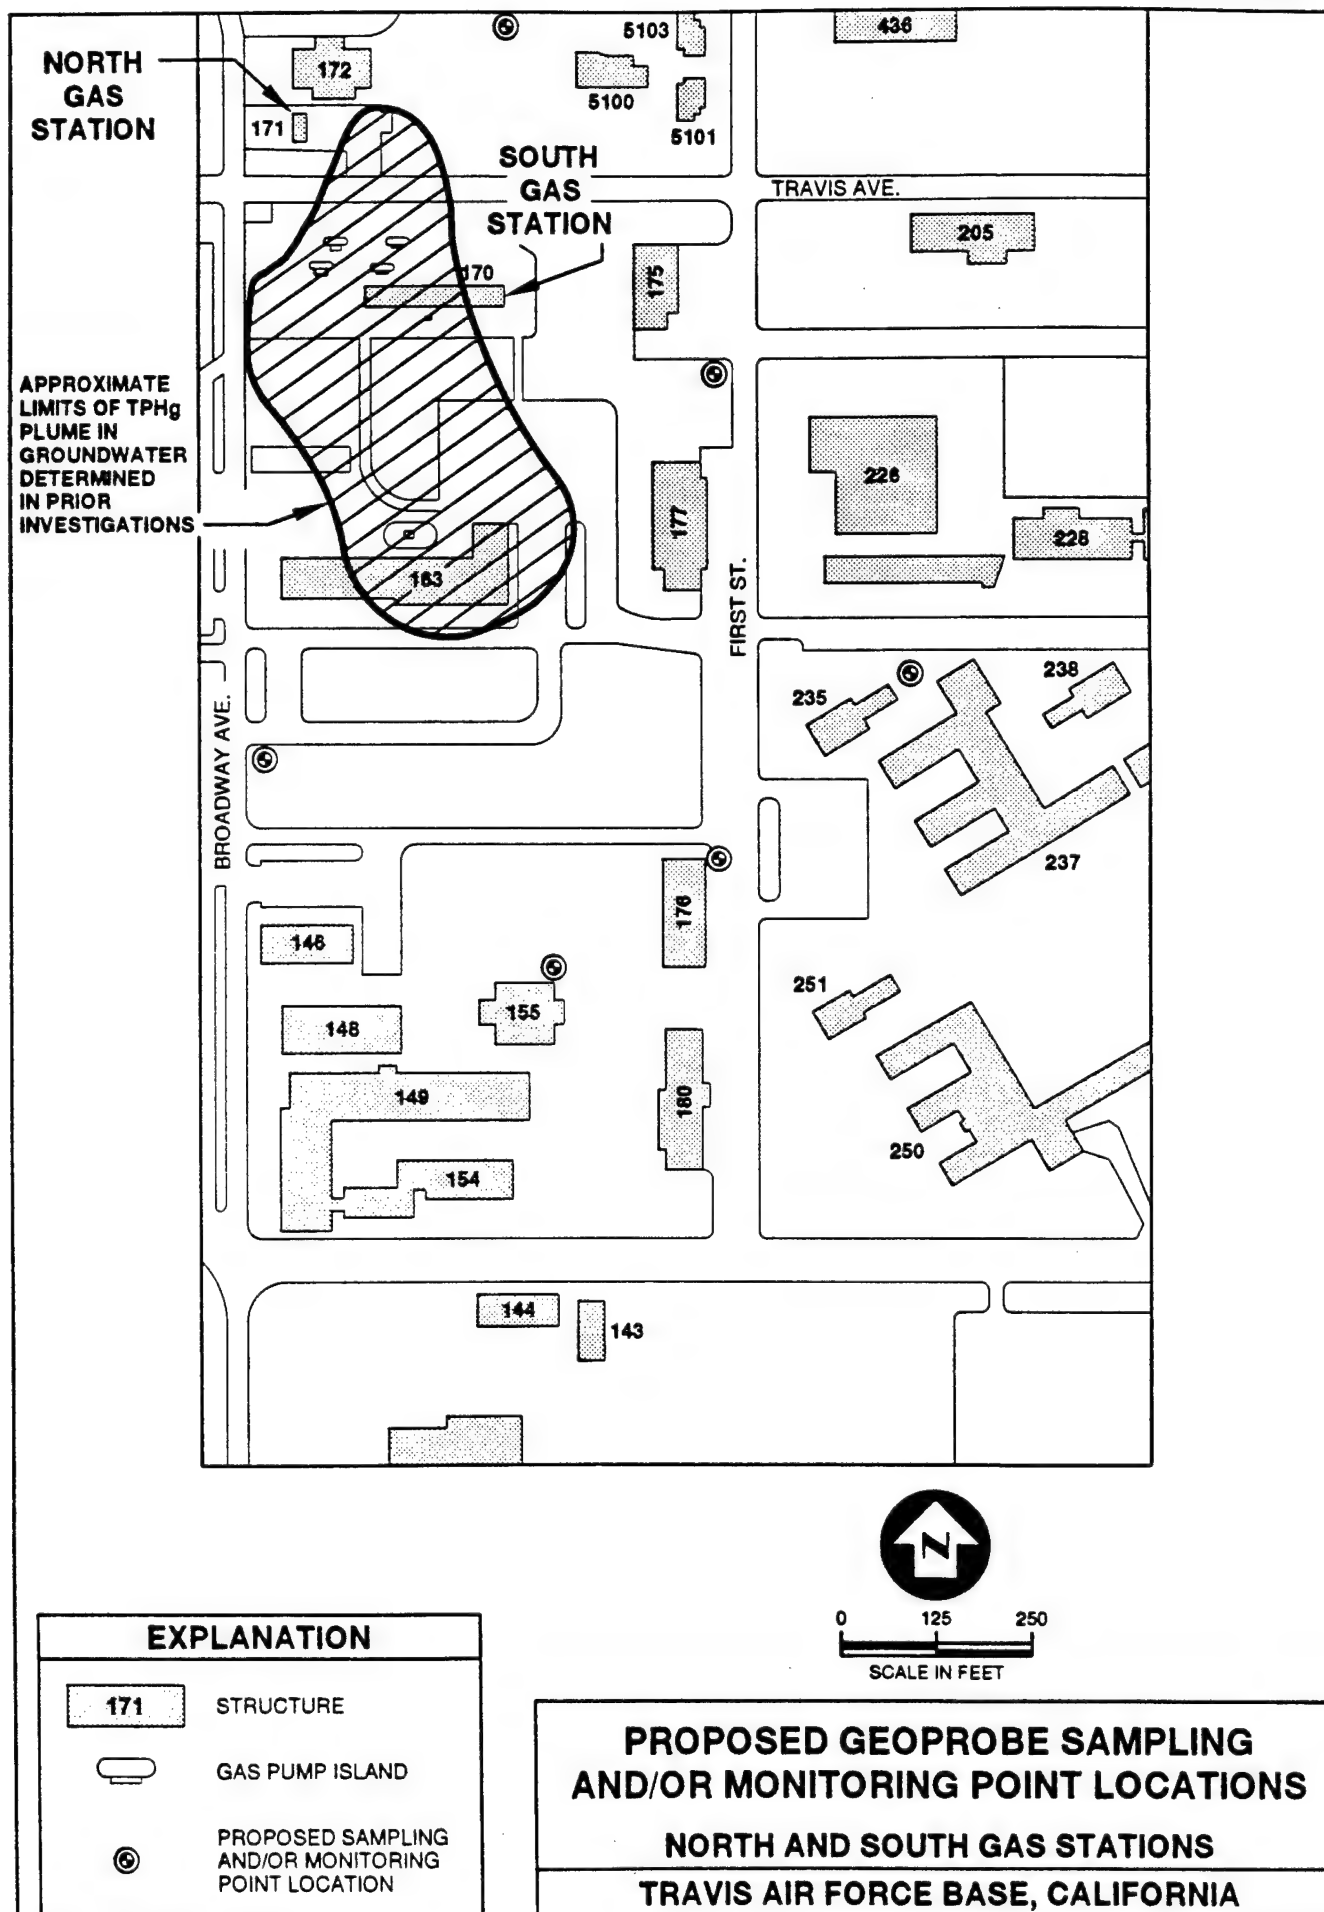 NORTH
GAS
STATION
172
171
5103
5100
5101
436
SOUTH
GAS
STATION
TRAVIS AVE.
205
170
175
APPROXIMATE
LIMITS OF TPHg
PLUME IN
GROUNDWATER
DETERMINED
IN PRIOR
INVESTIGATIONS
226
177
228
163
FIRST ST.
235
238
BROADWAY AVE.
237
176
146
251
155
148
149
180
250
154
144
143
N
0 125 250
SCALE IN FEET
EXPLANATION
171 STRUCTURE
GAS PUMP ISLAND
PROPOSED SAMPLING
AND/OR MONITORING
POINT LOCATION
PROPOSED GEOPROBE SAMPLING
AND/OR MONITORING POINT LOCATIONS
NORTH AND SOUTH GAS STATIONS
TRAVIS AIR FORCE BASE, CALIFORNIA